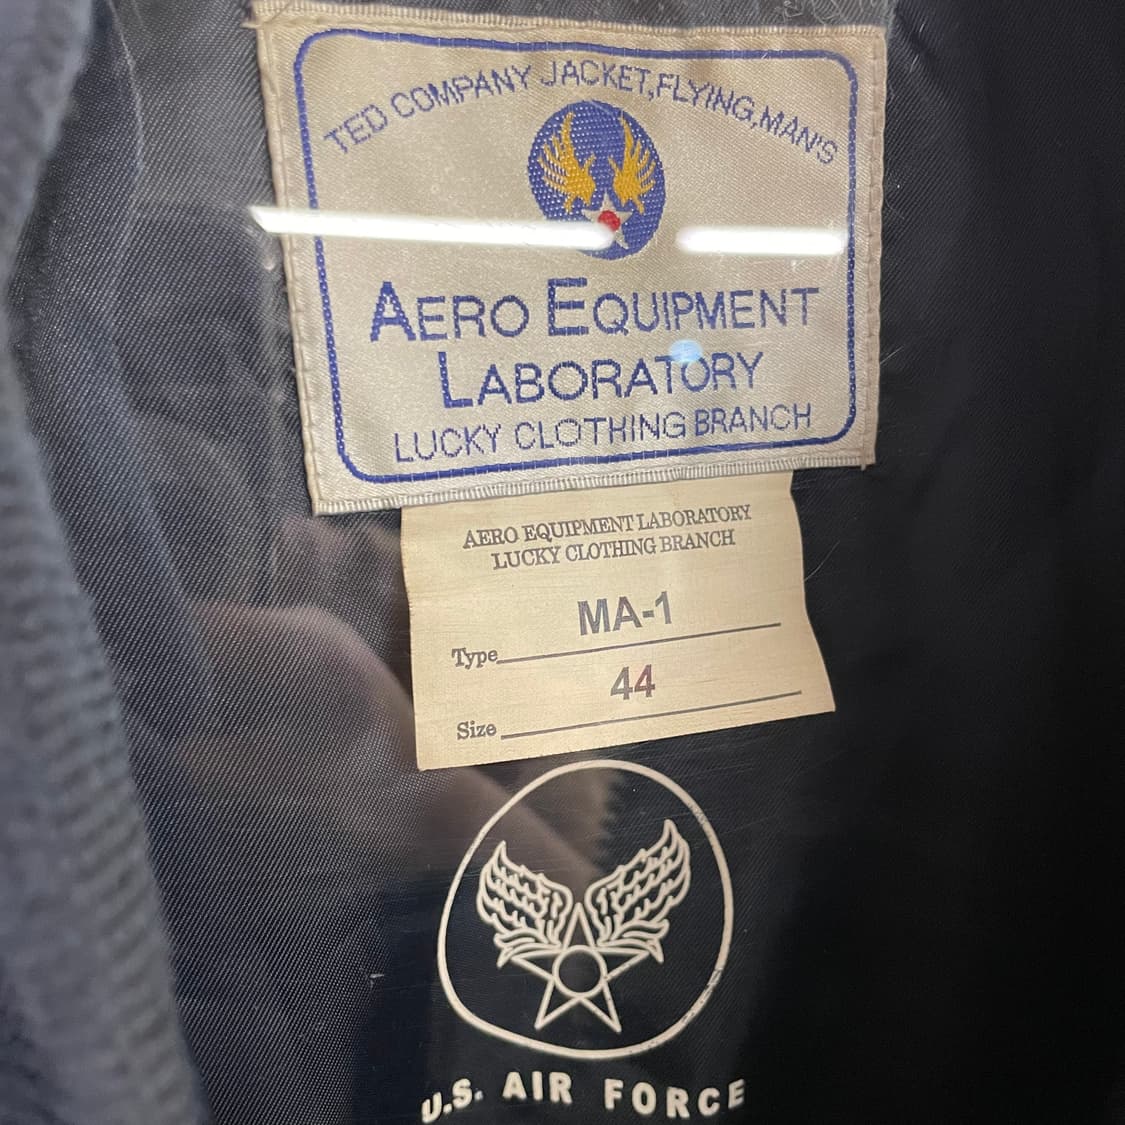 TED COMPANY JACKET,FLYING,MAN'S
AERO EQUIPMENT
LABORATORY
LUCKY CLOTHING BRANCH
AERO EQUIPMENT LABORATORY
LUCKY CLOTHING BRANCH
Type MA-1
Size 44
U.S. AIR FORCE